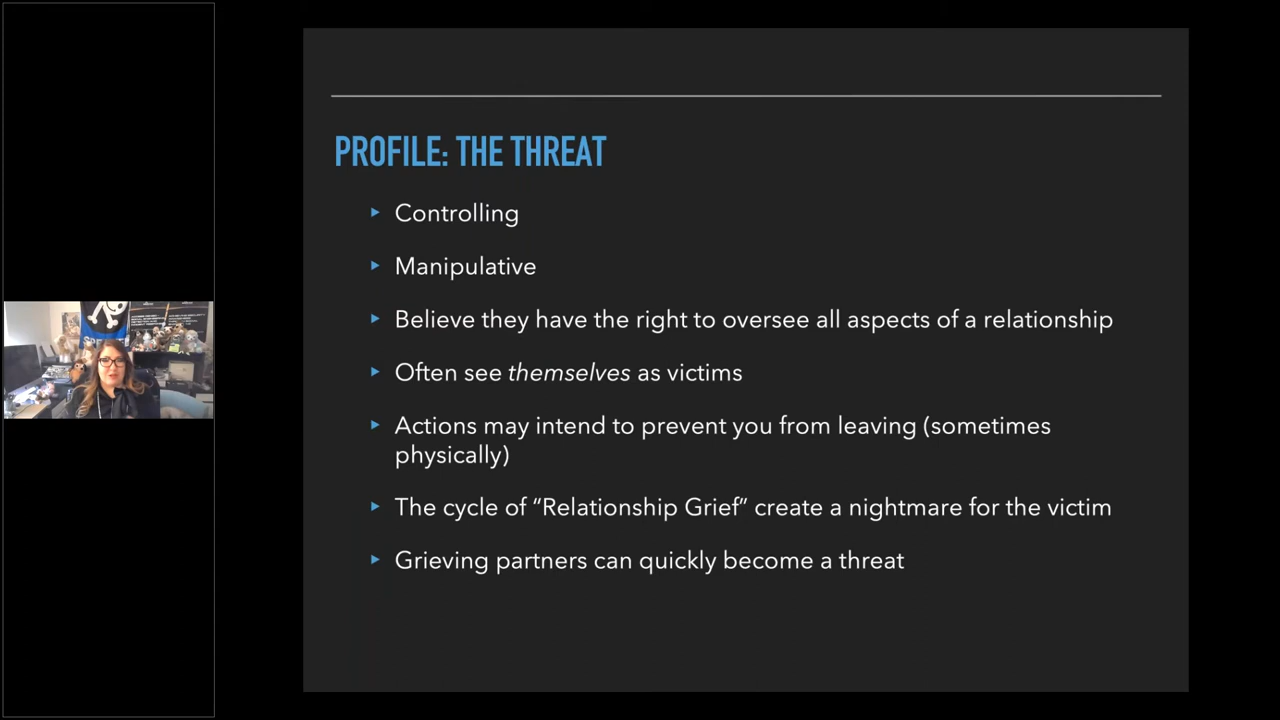 PROFILE: THE THREAT
Controlling
Manipulative
Believe they have the right to oversee all aspects of a relationship
Often see themselves as victims
Actions may intend to prevent you from leaving (sometimes
physically)
The cycle of “Relationship Grief” create a nightmare for the victim
Grieving partners can quickly become a threat